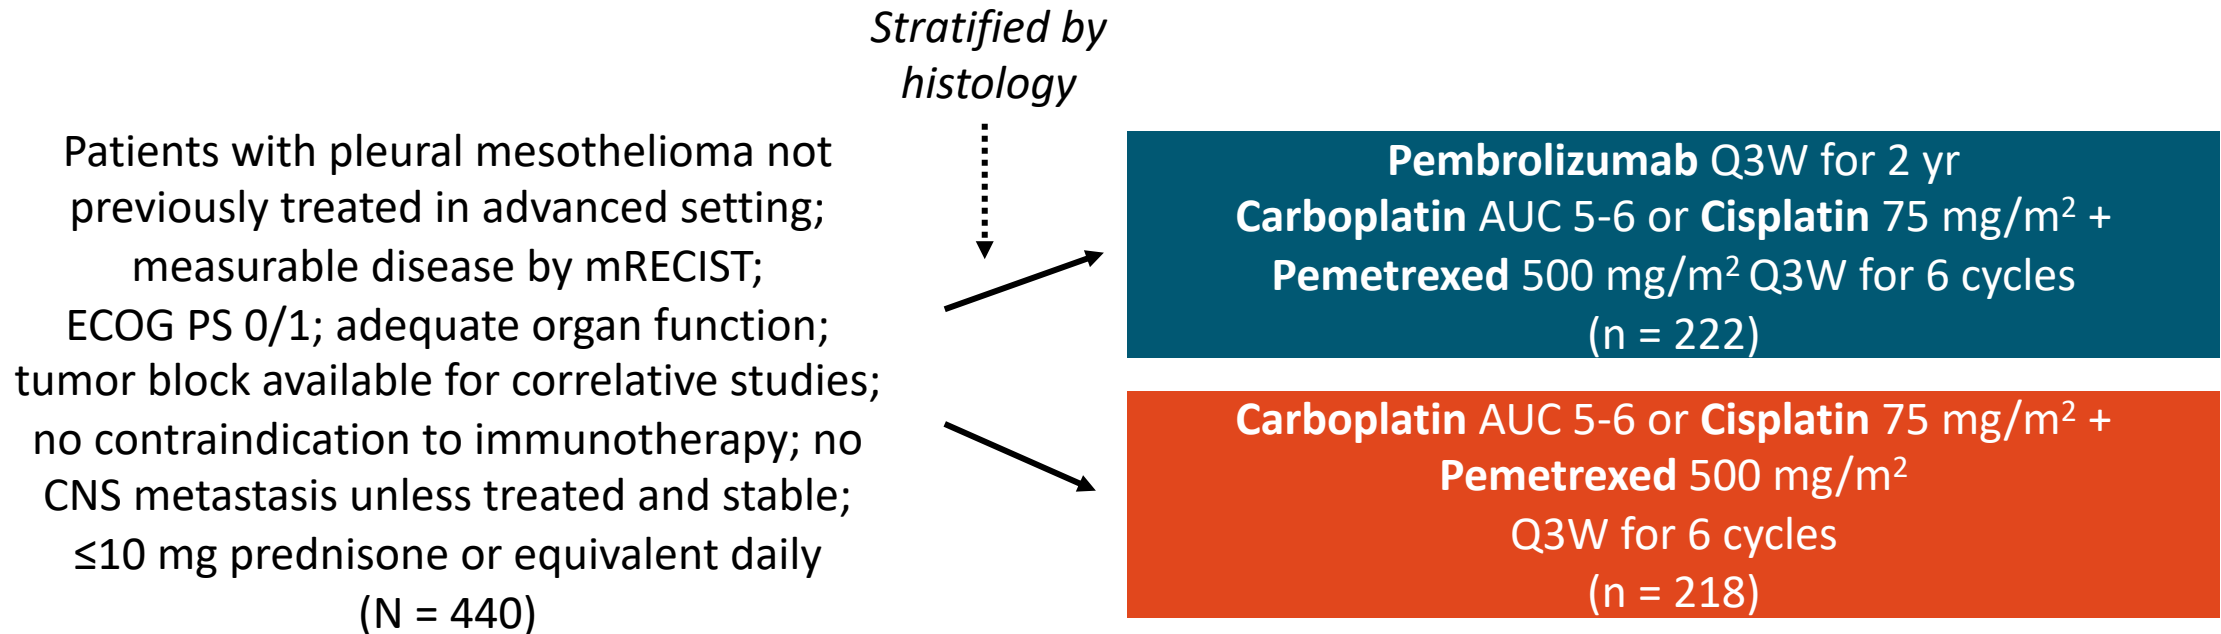 Stratified by
histology
Patients with pleural mesothelioma not
previously treated in advanced setting;
measurable disease by mRECIST;
ECOG PS 0/1; adequate organ function;
tumor block available for correlative studies;
no contraindication to immunotherapy; no
CNS metastasis unless treated and stable;
≤10 mg prednisone or equivalent daily
(N = 440)
Pembrolizumab Q3W for 2 yr
Carboplatin AUC 5-6 or Cisplatin 75 mg/m² +
Pemetrexed 500 mg/m² Q3W for 6 cycles
(n = 222)
Carboplatin AUC 5-6 or Cisplatin 75 mg/m² +
Pemetrexed 500 mg/m²
Q3W for 6 cycles
(n = 218)